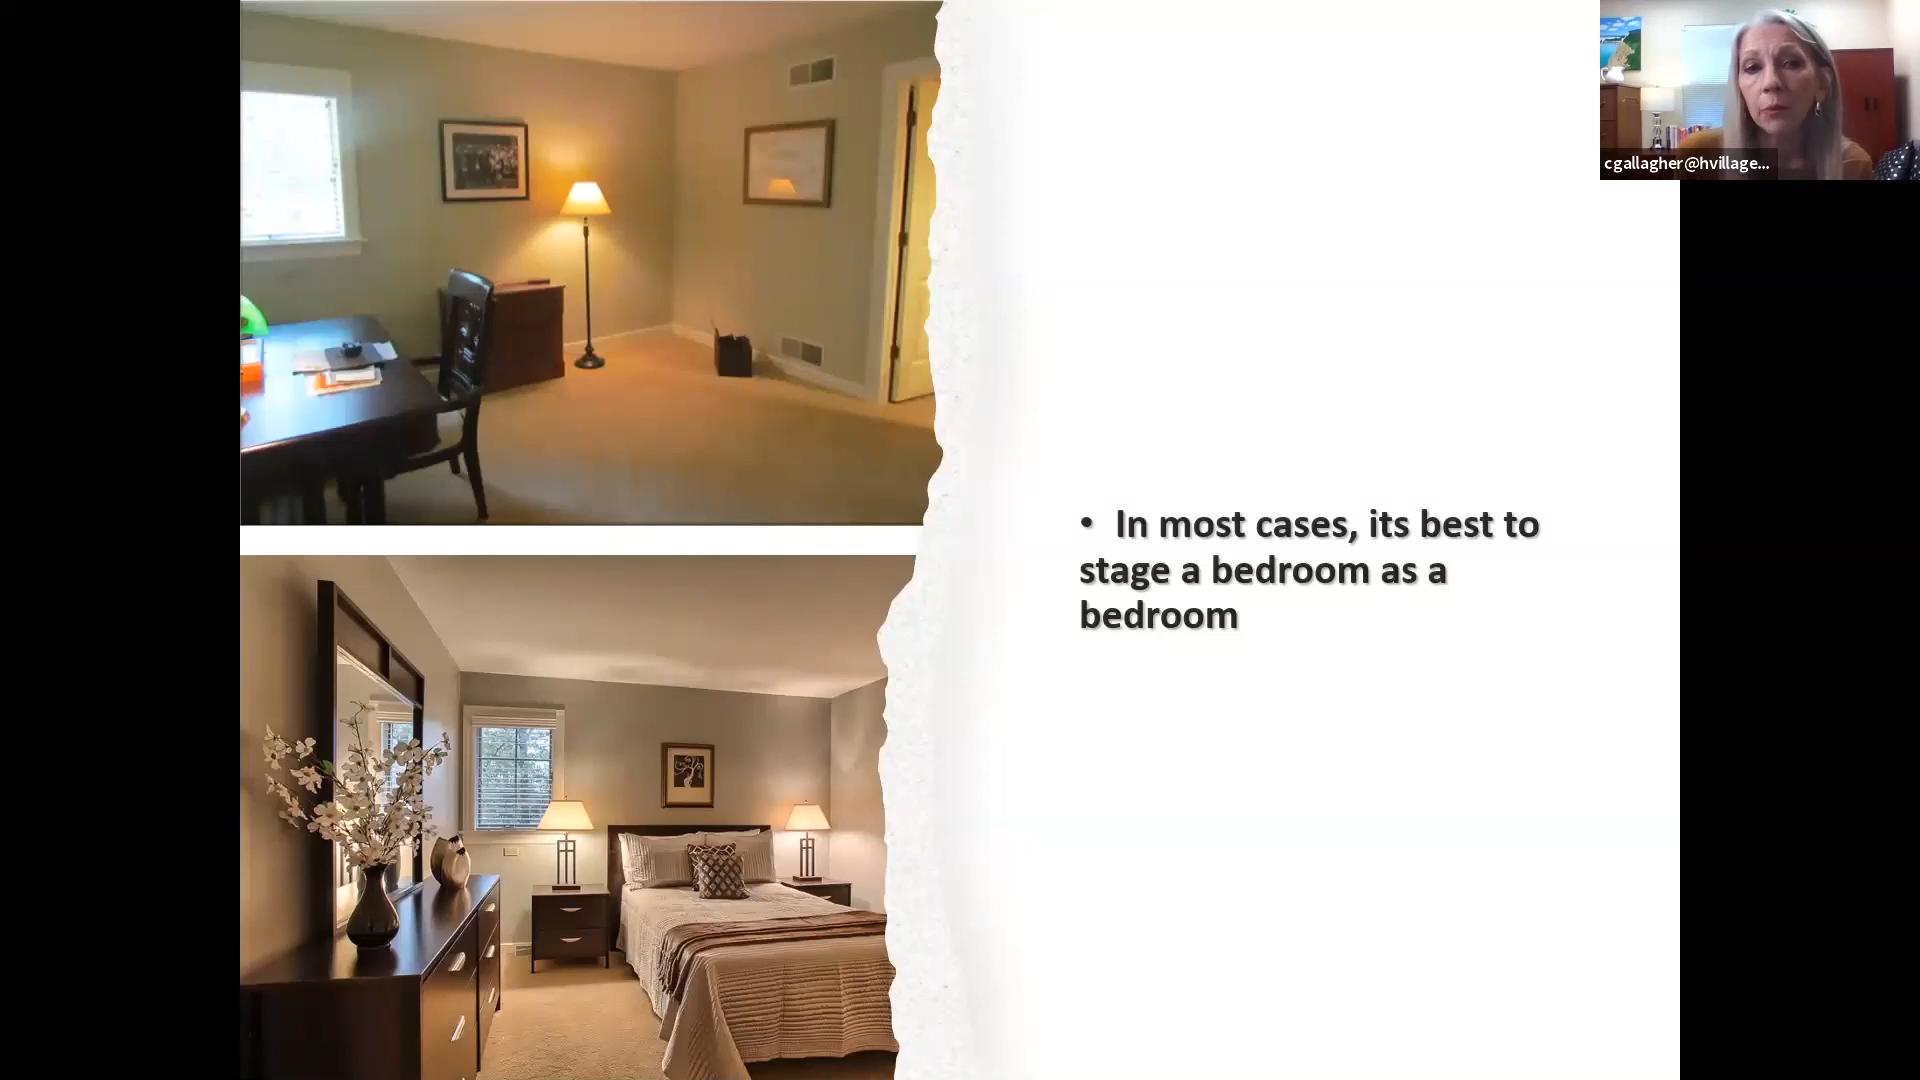 cgallagher@hvillage...
• In most cases, its best to
stage a bedroom as a
bedroom